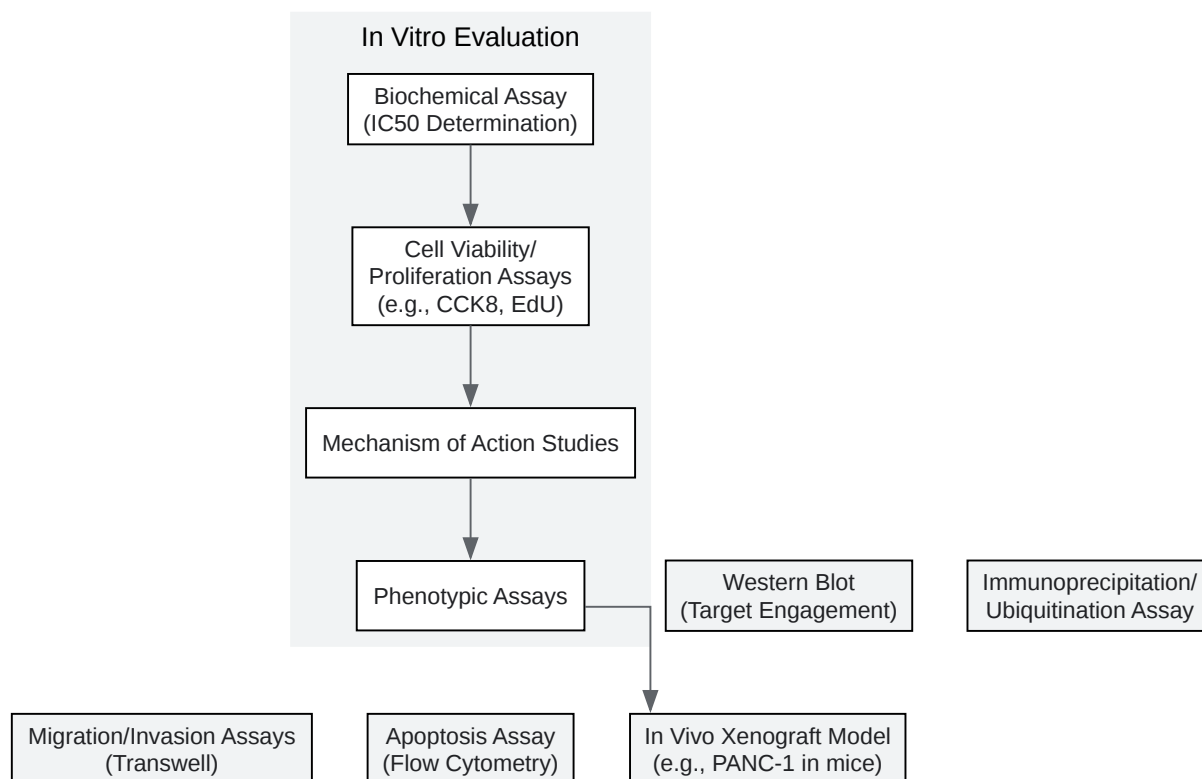 In Vitro Evaluation
Biochemical Assay
(IC50 Determination)
Cell Viability/
Proliferation Assays
(e.g., CCK8, EdU)
Mechanism of Action Studies
Phenotypic Assays
Western Blot
(Target Engagement)
Immunoprecipitation/
Ubiquitination Assay
Migration/Invasion Assays
(Transwell)
Apoptosis Assay
(Flow Cytometry)
In Vivo Xenograft Model
(e.g., PANC-1 in mice)